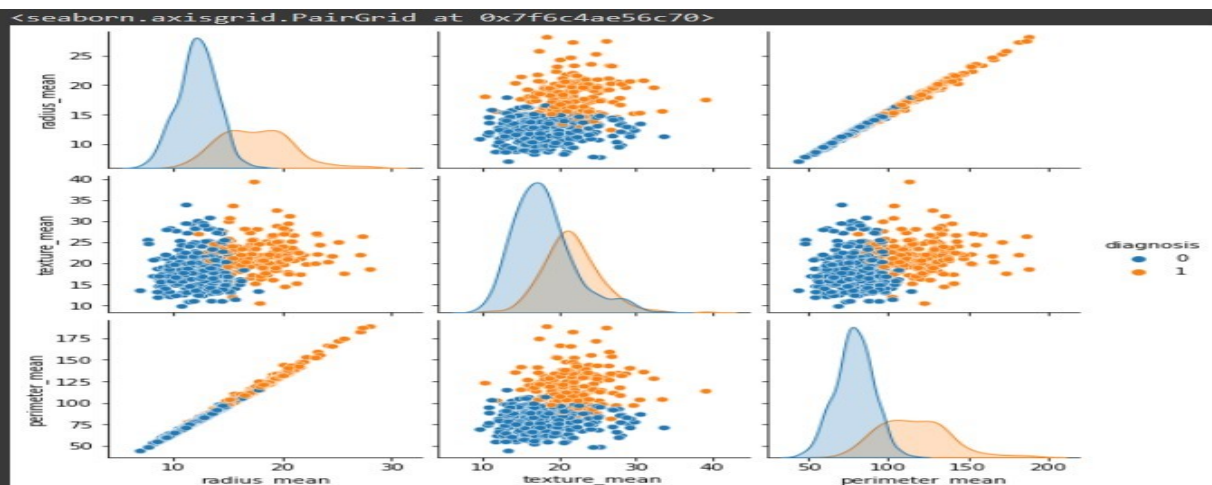 <seaborn.axisgrid.PairGrid at 0x7f6c4ae56c70>
radius_mean
25
20
15
10
texture_mean
40
35
30
25
20
15
10
diagnosis
0
1
perimeter_mean
175
150
125
100
75
50
10 20 30
10 20 30 40
50 100 150 200
radius_mean
texture_mean
perimeter_mean